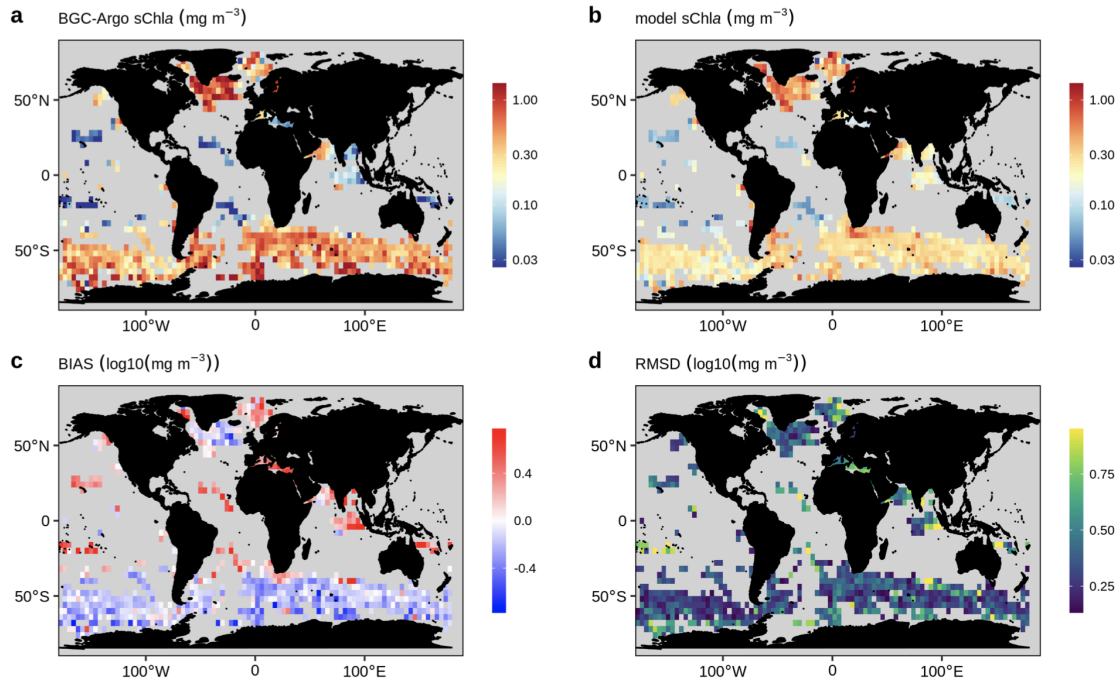 a BGC-Argo sChla (mg m⁻³)
50°N
0
50°S
100°W 0 100°E
1.00
0.30
0.10
0.03
b model sChla (mg m⁻³)
50°N
0
50°S
100°W 0 100°E
1.00
0.30
0.10
0.03
c BIAS (log10(mg m⁻³))
50°N
0
50°S
100°W 0 100°E
0.4
0.0
-0.4
d RMSD (log10(mg m⁻³))
50°N
0
50°S
100°W 0 100°E
0.75
0.50
0.25